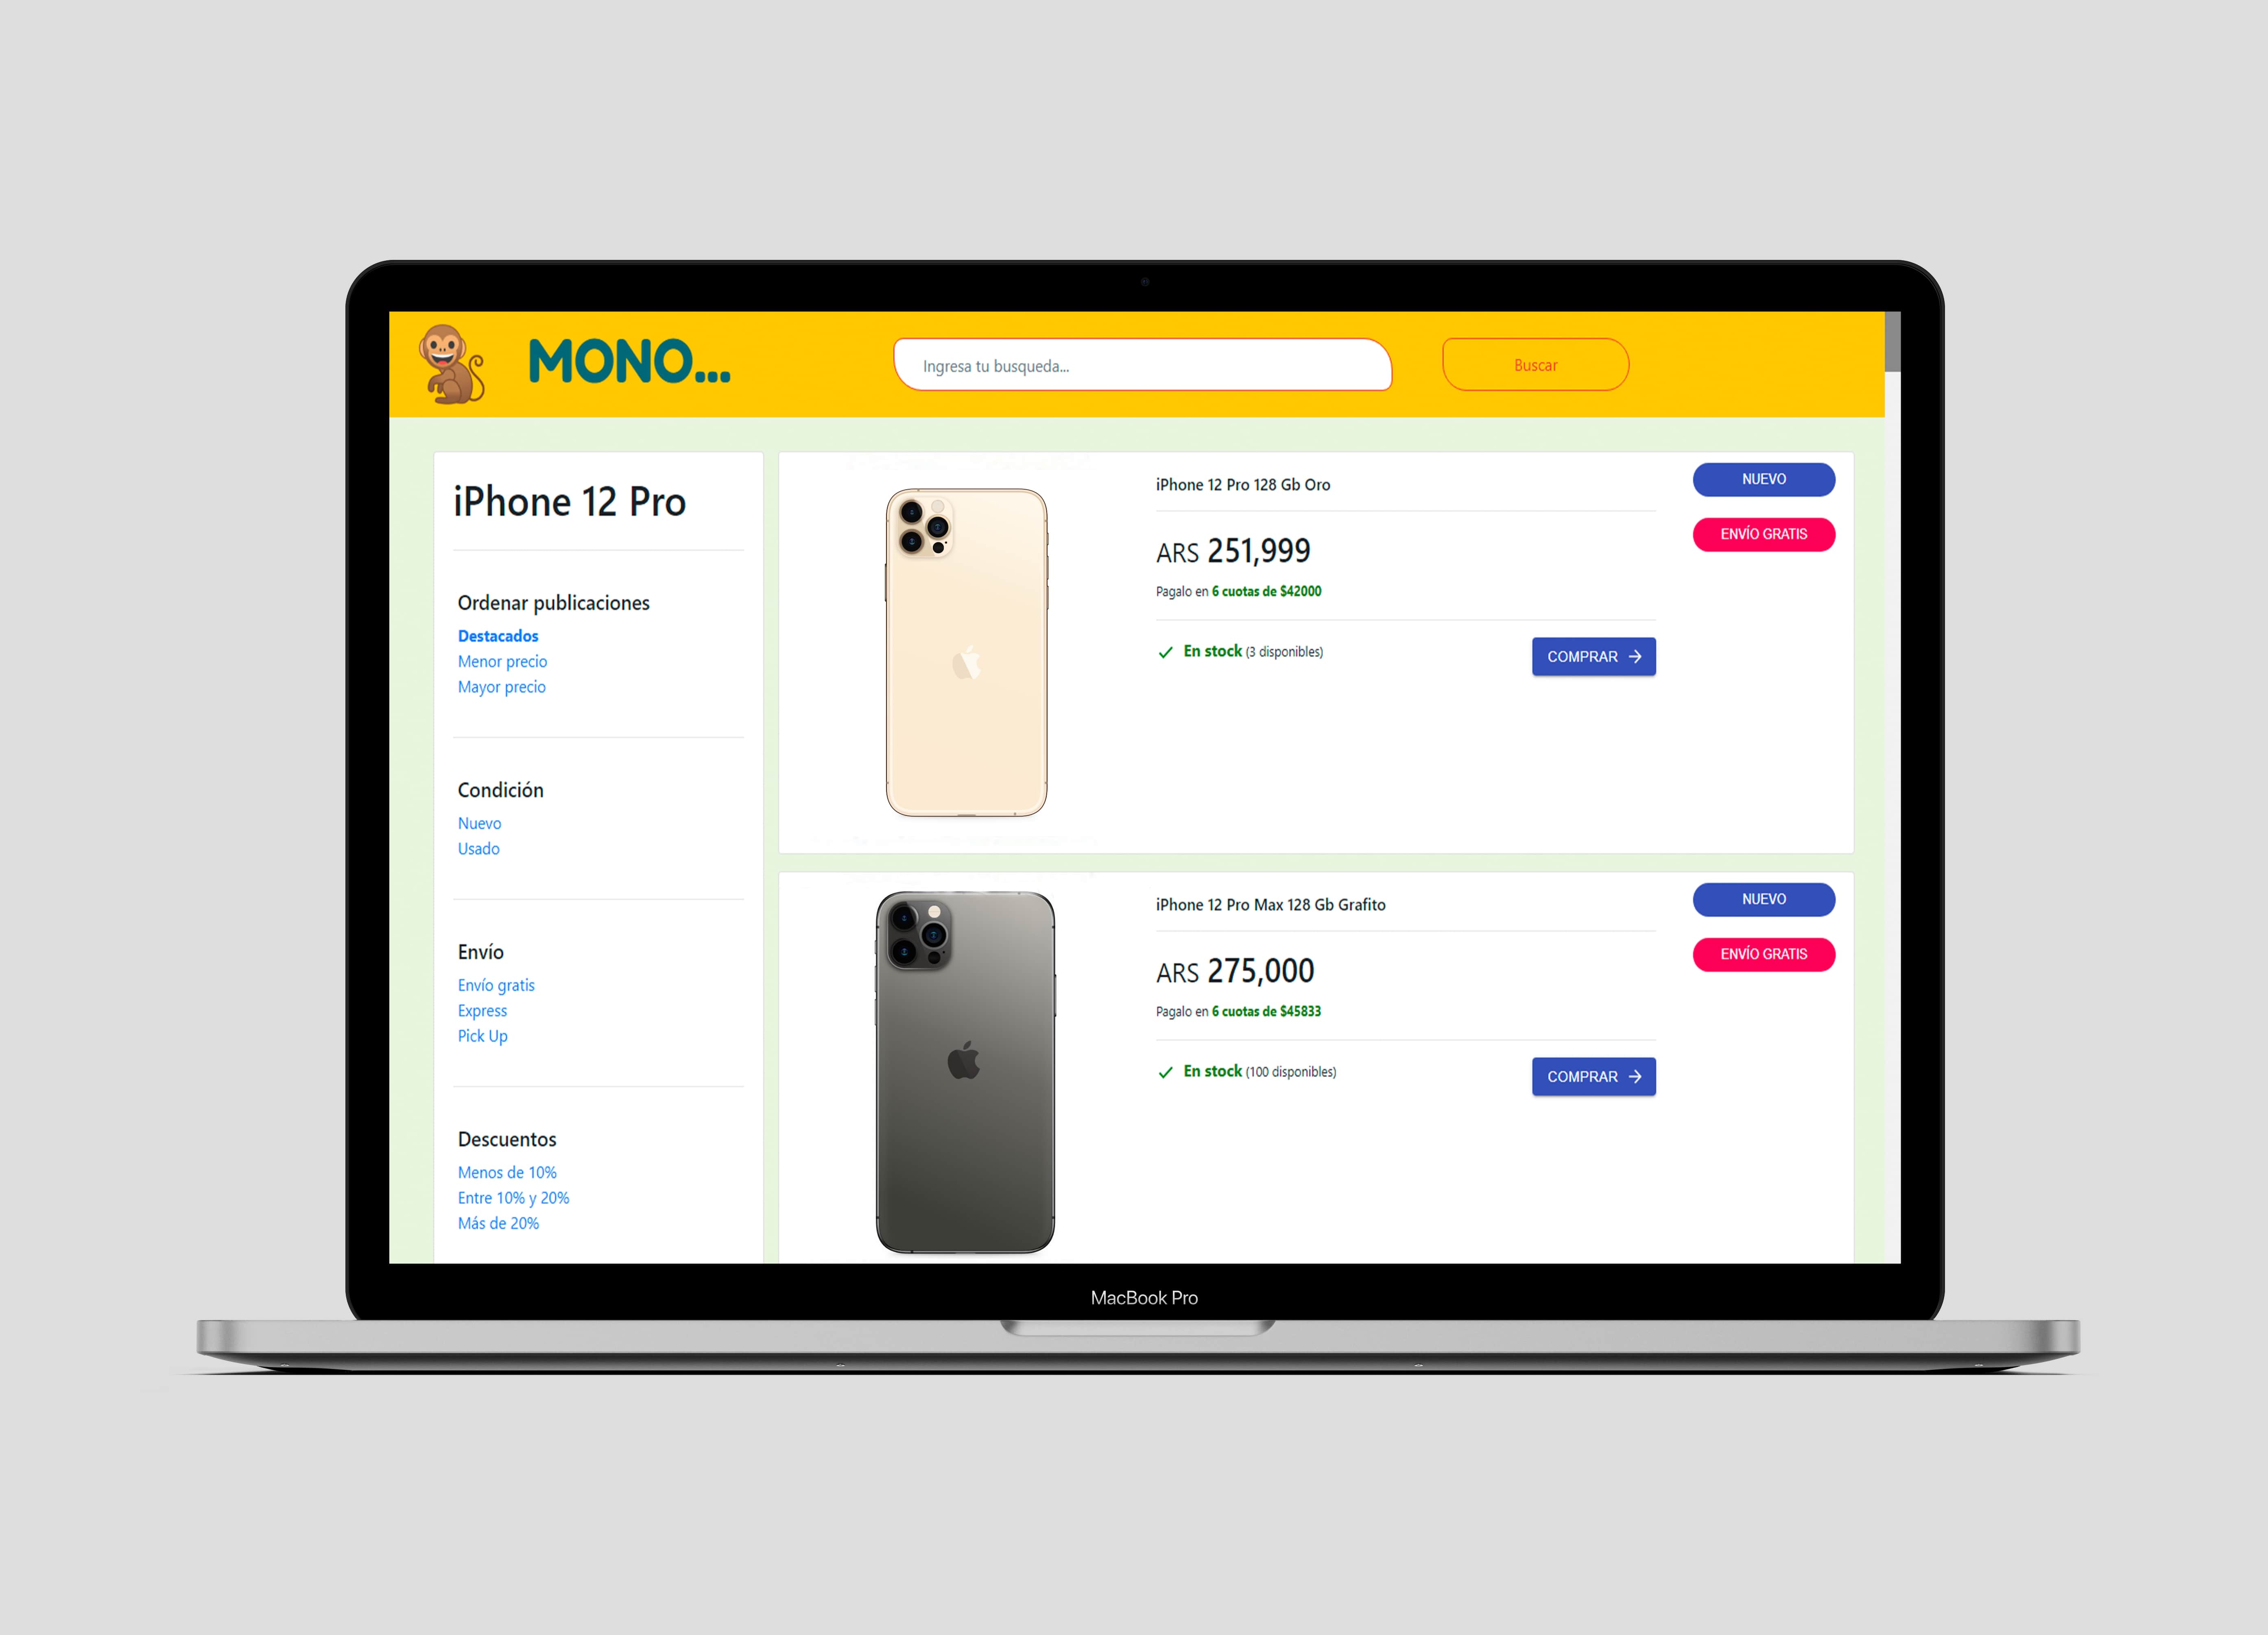 MONO...
Ingresa tu busqueda...
Buscar
iPhone 12 Pro
Ordenar publicaciones
Destacados
Menor precio
Mayor precio
Condición
Nuevo
Usado
Envío
Envío gratis
Express
Pick Up
Descuentos
Menos de 10%
Entre 10% y 20%
Más de 20%
iPhone 12 Pro 128 Gb Oro
ARS 251,999
Pagalo en 6 cuotas de $42000
En stock (3 disponibles)
COMPRAR
NUEVO
ENVÍO GRATIS
iPhone 12 Pro Max 128 Gb Grafito
ARS 275,000
Pagalo en 6 cuotas de $45833
En stock (100 disponibles)
COMPRAR
NUEVO
ENVÍO GRATIS
MacBook Pro